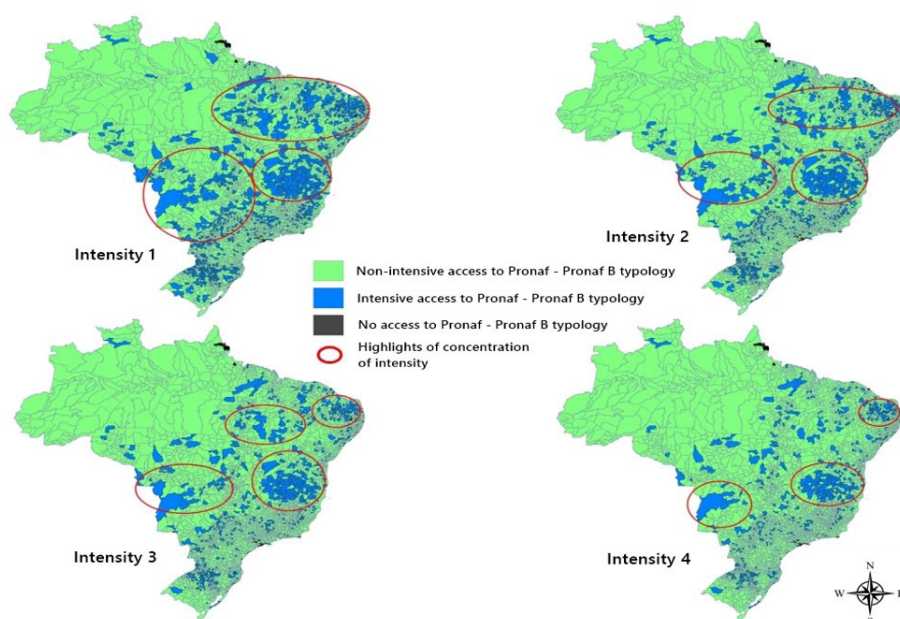 Intensity 1
Intensity 2
Non-intensive access to Pronaf - Pronaf B typology
Intensive access to Pronaf - Pronaf B typology
No access to Pronaf - Pronaf B typology
Highlights of concentration
of intensity
Intensity 3
Intensity 4
N
W
E
S